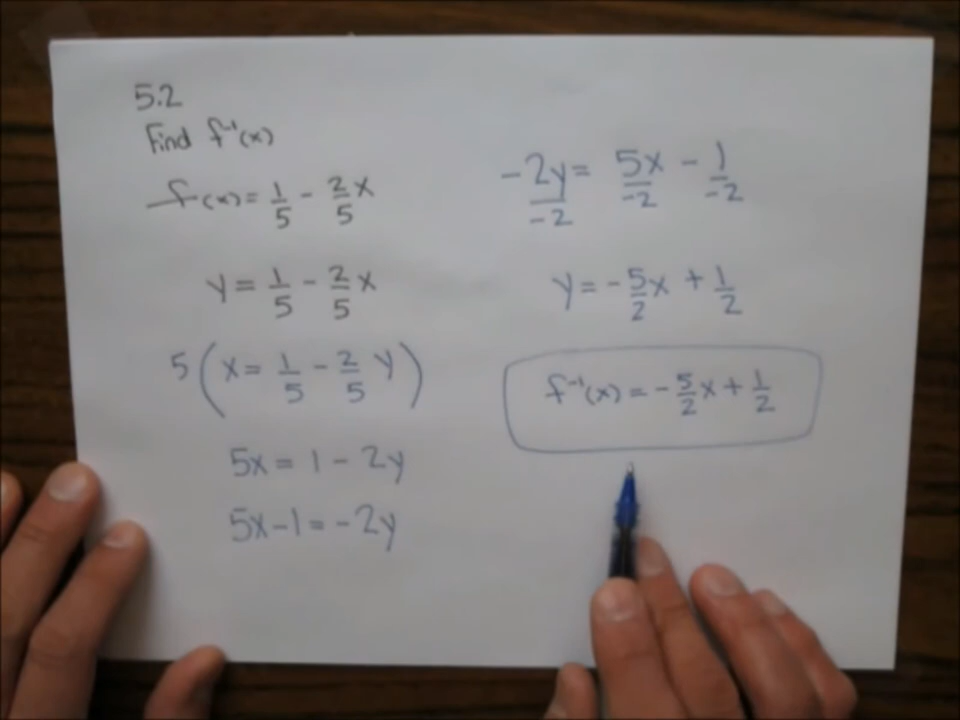 5.2
Find f⁻¹(x)
f(x) = 1/5 - 2/5 x
y = 1/5 - 2/5 x
5 ( x = 1/5 - 2/5 y )
5x = 1 - 2y
5x - 1 = -2y
-2y/-2 = 5x/-2 - 1/-2
y = -5/2 x + 1/2
f⁻¹(x) = -5/2 x + 1/2